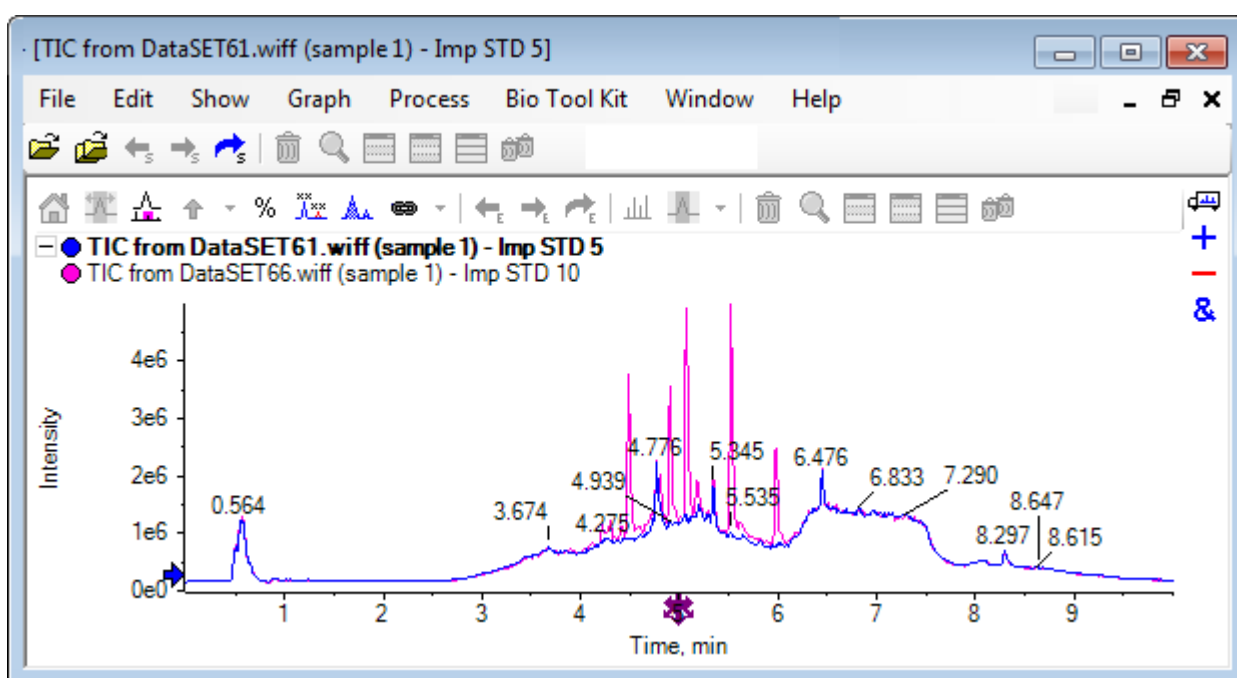 [TIC from DataSET61.wiff (sample 1) - Imp STD 5]
File Edit Show Graph Process Bio Tool Kit Window Help
TIC from DataSET61.wiff (sample 1) - Imp STD 5
TIC from DataSET66.wiff (sample 1) - Imp STD 10
4e6
3e6
2e6
1e6
0e0
Intensity
0.564
3.674
4.275
4.939
4.776
5.345
5.535
6.476
6.833
7.290
8.647
8.297
8.615
1 2 3 4 5 6 7 8 9
Time, min